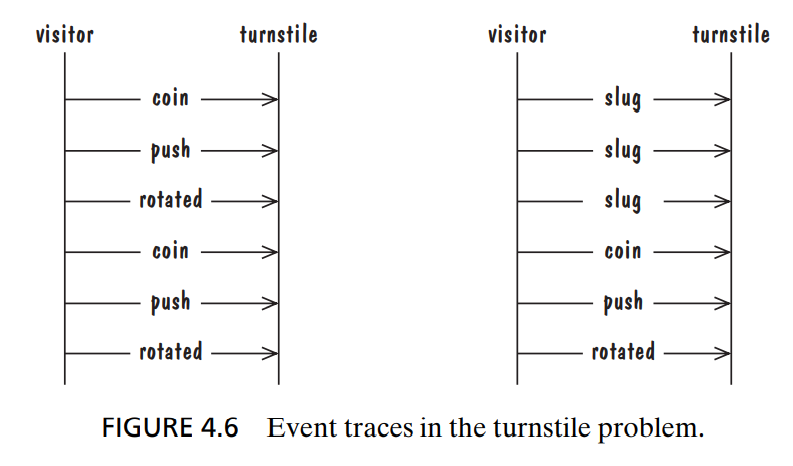 visitor turnstile visitor turnstile
coin slug
push slug
rotated slug
coin coin
push push
rotated rotated
FIGURE 4.6 Event traces in the turnstile problem.